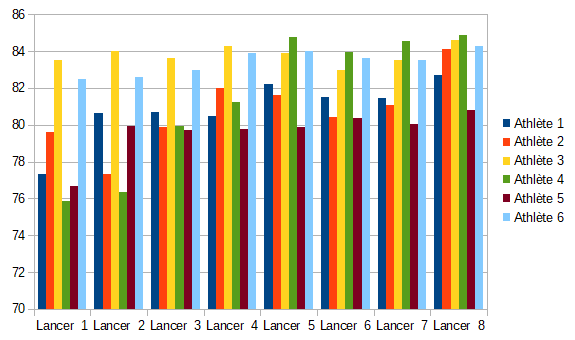 86
84
82
80
78
76
74
72
70
Lancer 1 Lancer 2 Lancer 3 Lancer 4 Lancer 5 Lancer 6 Lancer 7 Lancer 8
Athlète 1
Athlète 2
Athlète 3
Athlète 4
Athlète 5
Athlète 6